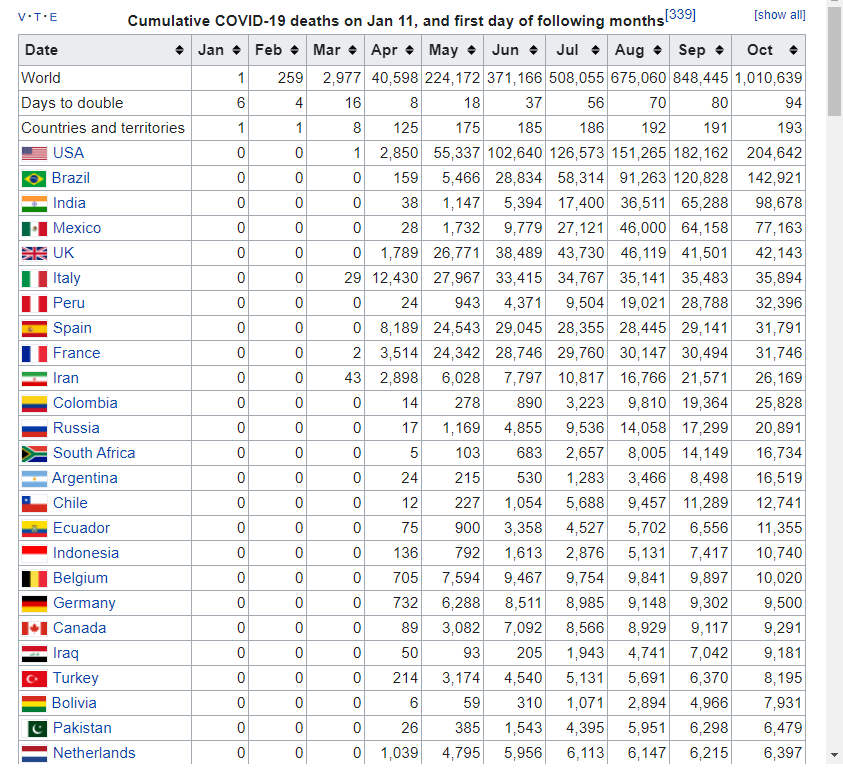 V · T · E
Cumulative COVID-19 deaths on Jan 11, and first day of following months[339] [show all]
Date Jan Feb Mar Apr May Jun Jul Aug Sep Oct
World 1 259 2,977 40,598 224,172 371,166 508,055 675,060 848,445 1,010,639
Days to double 6 4 16 8 18 37 56 70 80 94
Countries and territories 1 1 8 125 175 185 186 192 191 193
USA 0 0 1 2,850 55,337 102,640 126,573 151,265 182,162 204,642
Brazil 0 0 0 159 5,466 28,834 58,314 91,263 120,828 142,921
India 0 0 0 38 1,147 5,394 17,400 36,511 65,288 98,678
Mexico 0 0 0 28 1,732 9,779 27,121 46,000 64,158 77,163
UK 0 0 0 1,789 26,771 38,489 43,730 46,119 41,501 42,143
Italy 0 0 29 12,430 27,967 33,415 34,767 35,141 35,483 35,894
Peru 0 0 0 24 943 4,371 9,504 19,021 28,788 32,396
Spain 0 0 0 8,189 24,543 29,045 28,355 28,445 29,141 31,791
France 0 0 2 3,514 24,342 28,746 29,760 30,147 30,494 31,746
Iran 0 0 43 2,898 6,028 7,797 10,817 16,766 21,571 26,169
Colombia 0 0 0 14 278 890 3,223 9,810 19,364 25,828
Russia 0 0 0 17 1,169 4,855 9,536 14,058 17,299 20,891
South Africa 0 0 0 5 103 683 2,657 8,005 14,149 16,734
Argentina 0 0 0 24 215 530 1,283 3,466 8,498 16,519
Chile 0 0 0 12 227 1,054 5,688 9,457 11,289 12,741
Ecuador 0 0 0 75 900 3,358 4,527 5,702 6,556 11,355
Indonesia 0 0 0 136 792 1,613 2,876 5,131 7,417 10,740
Belgium 0 0 0 705 7,594 9,467 9,754 9,841 9,897 10,020
Germany 0 0 0 732 6,288 8,511 8,985 9,148 9,302 9,500
Canada 0 0 0 89 3,082 7,092 8,566 8,929 9,117 9,291
Iraq 0 0 0 50 93 205 1,943 4,741 7,042 9,181
Turkey 0 0 0 214 3,174 4,540 5,131 5,691 6,370 8,195
Bolivia 0 0 0 6 59 310 1,071 2,894 4,966 7,931
Pakistan 0 0 0 26 385 1,543 4,395 5,951 6,298 6,479
Netherlands 0 0 0 1,039 4,795 5,956 6,113 6,147 6,215 6,397